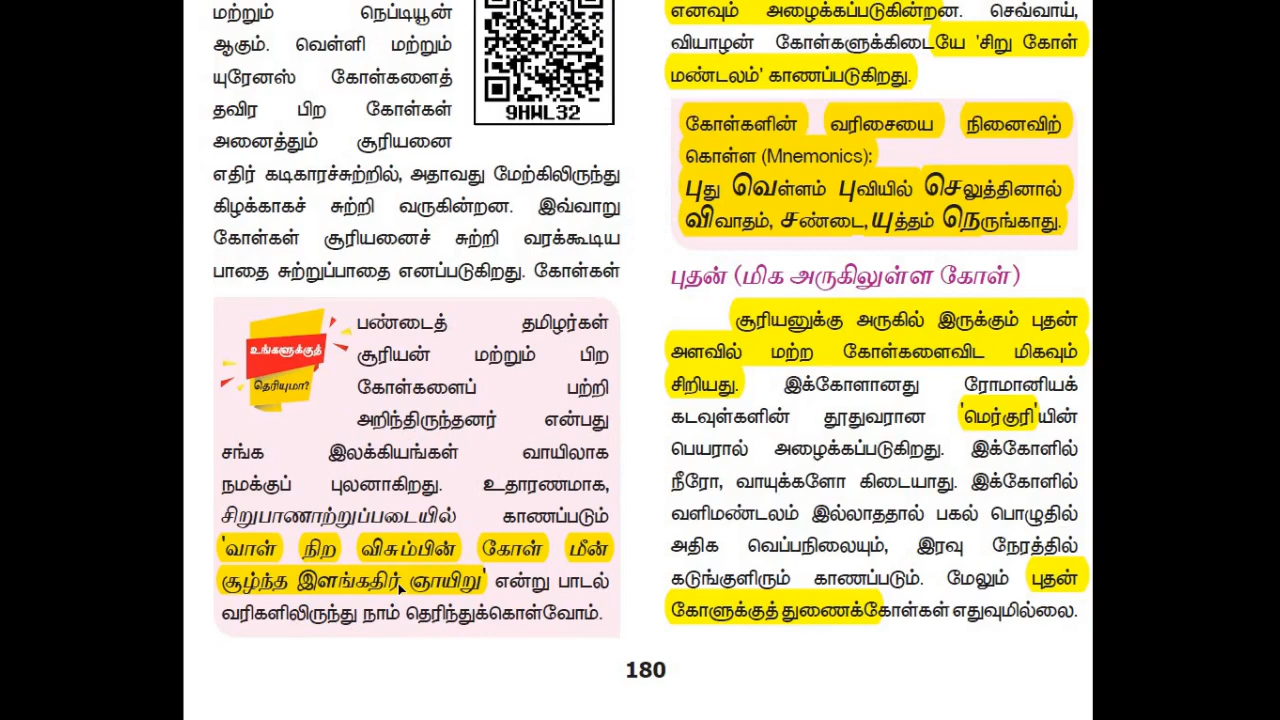 மற்றும் நெப்டியூன்
ஆகும். வெள்ளி மற்றும்
யுரேனஸ் கோள்களைத்
தவிர பிற கோள்கள்
அனைத்தும் சூரியனை
எதிர் கடிகாரச்சுற்றில், அதாவது மேற்கிலிருந்து
கிழக்காகச் சுற்றி வருகின்றன. இவ்வாறு
கோள்கள் சூரியனைச் சுற்றி வரக்கூடிய
பாதை சுற்றுப்பாதை எனப்படுகிறது. கோள்கள்
9HWL32
உங்களுக்குத்
தெரியுமா?
பண்டைத் தமிழர்கள்
சூரியன் மற்றும் பிற
கோள்களைப் பற்றி
அறிந்திருந்தனர் என்பது
சங்க இலக்கியங்கள் வாயிலாக
நமக்குப் புலனாகிறது. உதாரணமாக,
சிறுபாணாற்றுப்படையில் காணப்படும்
'வாள் நிற விசும்பின் கோள் மீன்
சூழ்ந்த இளங்கதிர் ஞாயிறு' என்று பாடல்
வரிகளிலிருந்து நாம் தெரிந்துக்கொள்வோம்.
எனவும் அழைக்கப்படுகின்றன. செவ்வாய்,
வியாழன் கோள்களுக்கிடையே 'சிறு கோள்
மண்டலம்' காணப்படுகிறது.
கோள்களின் வரிசையை நினைவிற்
கொள்ள (Mnemonics):
புது வெள்ளம் புவியில் செலுத்தினால்
விவாதம், சண்டை, யுத்தம் நெருங்காது.
புதன் (மிக அருகிலுள்ள கோள்)
சூரியனுக்கு அருகில் இருக்கும் புதன்
அளவில் மற்ற கோள்களைவிட மிகவும்
சிறியது. இக்கோளானது ரோமானியக்
கடவுள்களின் தூதுவரான 'மெர்குரி'யின்
பெயரால் அழைக்கப்படுகிறது. இக்கோளில்
நீரோ, வாயுக்களோ கிடையாது. இக்கோளில்
வளிமண்டலம் இல்லாததால் பகல் பொழுதில்
அதிக வெப்பநிலையும், இரவு நேரத்தில்
கடுங்குளிரும் காணப்படும். மேலும் புதன்
கோளுக்குத் துணைக்கோள்கள் எதுவுமில்லை.
180